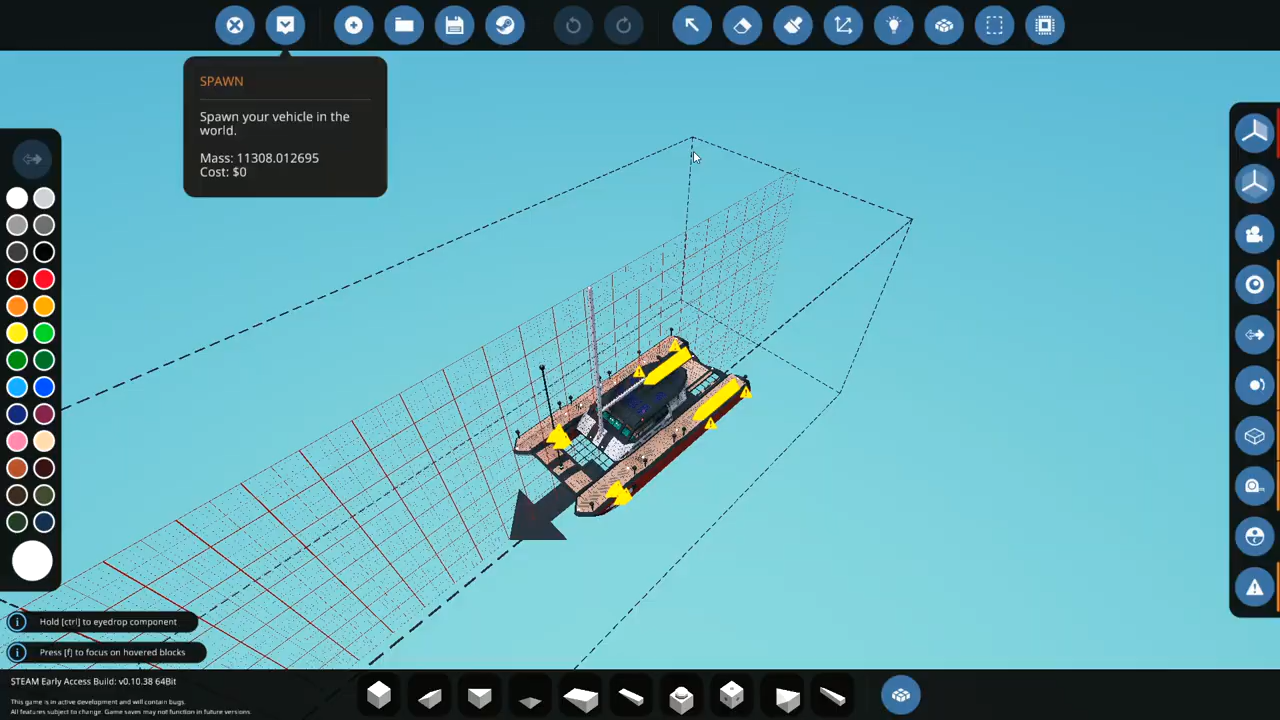 SPAWN
Spawn your vehicle in the
world.
Mass: 11308.012695
Cost: $0
Hold [ctrl] to eyedrop component
Press [f] to focus on hovered blocks
STEAM Early Access Build: v0.10.38 64Bit
This game is in active development and will contain bugs.
All features subject to change. Game saves may not function in future versions.